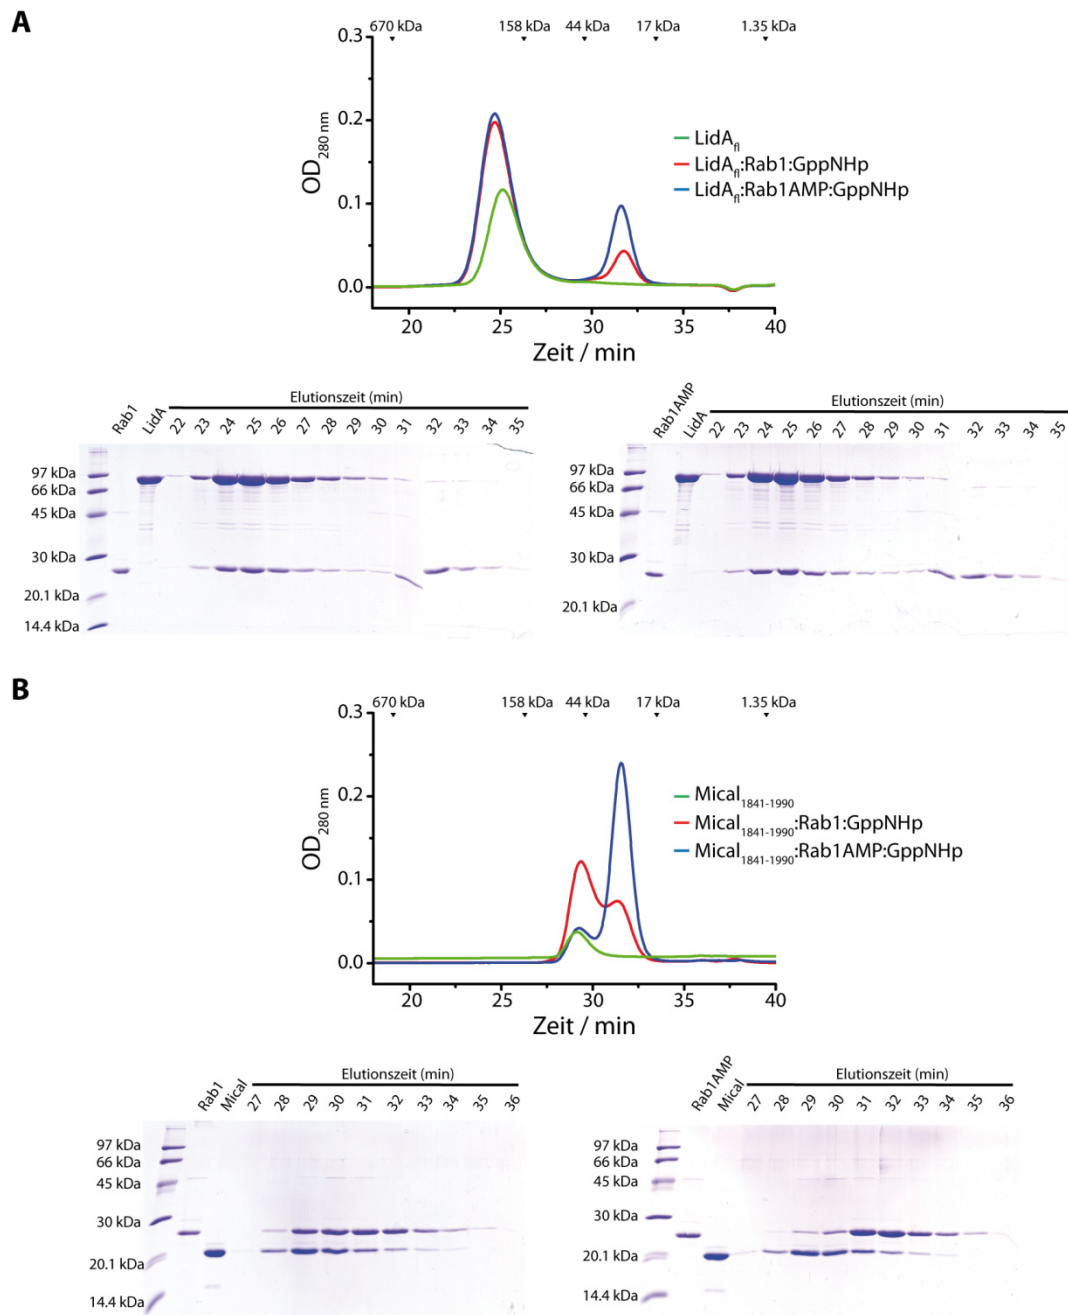 A
670 kDa 158 kDa 44 kDa 17 kDa 1.35 kDa
0.3
0.2
0.1
0.0
OD280 nm
20 25 30 35 40
Zeit / min
LidAfl
LidAfl:Rab1:GppNHp
LidAfl:Rab1AMP:GppNHp
Elutionszeit (min)
Rab1 LidA 22 23 24 25 26 27 28 29 30 31 32 33 34 35
97 kDa
66 kDa
45 kDa
30 kDa
20.1 kDa
14.4 kDa
Elutionszeit (min)
Rab1AMP LidA 22 23 24 25 26 27 28 29 30 31 32 33 34 35
97 kDa
66 kDa
45 kDa
30 kDa
20.1 kDa
B
670 kDa 158 kDa 44 kDa 17 kDa 1.35 kDa
0.3
0.2
0.1
0.0
OD280 nm
20 25 30 35 40
Zeit / min
Mical1841-1990
Mical1841-1990:Rab1:GppNHp
Mical1841-1990:Rab1AMP:GppNHp
Elutionszeit (min)
Rab1 Mical 27 28 29 30 31 32 33 34 35 36
97 kDa
66 kDa
45 kDa
30 kDa
20.1 kDa
14.4 kDa
Elutionszeit (min)
Rab1AMP Mical 27 28 29 30 31 32 33 34 35 36
97 kDa
66 kDa
45 kDa
30 kDa
20.1 kDa
14.4 kDa